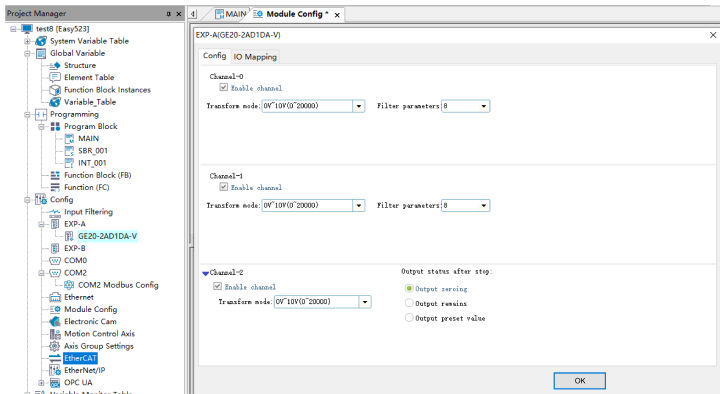 Project Manager
MAIN
Module Config *
test8 [Easy523]
System Variable Table
Global Variable
Structure
Element Table
Function Block Instances
Variable_Table
Programming
Program Block
MAIN
SBR_001
INT_001
Function Block (FB)
Function (FC)
Config
Input Filtering
EXP-A
GE20-2AD1DA-V
EXP-B
COM0
COM2
COM2 Modbus Config
Ethernet
Module Config
Electronic Cam
Motion Control Axis
Axis Group Settings
EtherCAT
EtherNet/IP
OPC UA
Variable Monitor Table
EXP-A(GE20-2AD1DA-V)
Config IO Mapping
Channel-0
Enable channel
Transform mode: 0V~10V(0~20000) Filter parameters: 8
Channel-1
Enable channel
Transform mode: 0V~10V(0~20000) Filter parameters: 8
Channel-2 Output status after stop:
Enable channel Output zeroing
Transform mode: 0V~10V(0~20000) Output remains
Output preset value
OK